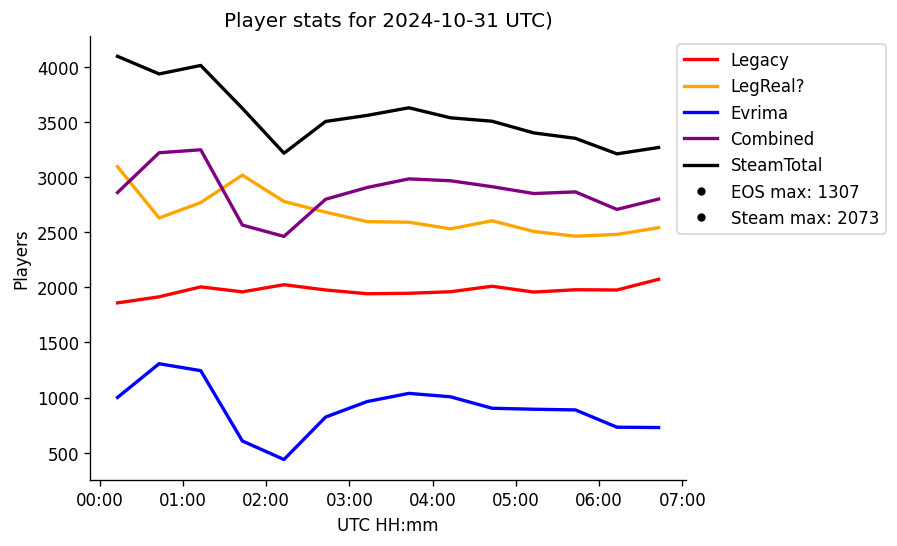 Player stats for 2024-10-31 UTC)
4000
3500
3000
2500
2000
1500
1000
500
Players
00:00 01:00 02:00 03:00 04:00 05:00 06:00 07:00
UTC HH:mm
Legacy
LegReal?
Evrima
Combined
SteamTotal
EOS max: 1307
Steam max: 2073